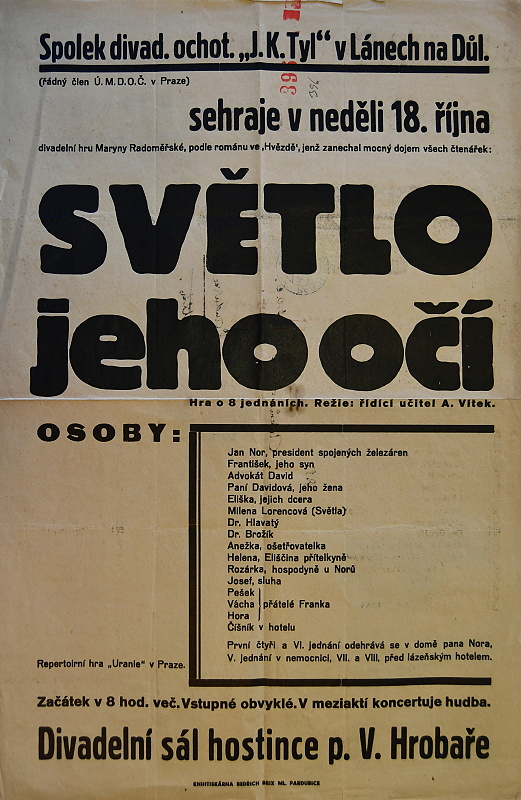 Spolek divad. ochot. „J. K. Tyl“ v Lánech na Důl.
(řádný člen Ú. M. D. O. Č. v Praze)
396
396
sehraje v neděli 18. října
divadelní hru Maryny Radoměřské, podle románu ve ‚Hvězdě‘, jenž zanechal mocný dojem všech čtenářek:
SVĚTLO
jeho očí
Hra o 8 jednáních. Režie: řídící učitel A. Vítek.
OSOBY:
Jan Nor, president spojených železáren
František, jeho syn
Advokát David
Paní Davidová, jeho žena
Eliška, jejich dcera
Milena Lorencová (Světla)
Dr. Hlavatý
Dr. Brožík
Anežka, ošetřovatelka
Helena, Eliščina přítelkyně
Rozárka, hospodyně u Norů
Josef, sluha
Pešek
Vácha přátelé Franka
Hora
Číšník v hotelu
První čtyři a VI. jednání odehrává se v domě pana Nora,
V. jednání v nemocnici, VII. a VIII, před lázeňským hotelem.
Repertoirní hra „Uranie“ v Praze.
Začátek v 8 hod. več. Vstupné obvyklé. V meziaktí koncertuje hudba.
Divadelní sál hostince p. V. Hrobaře
KNIHTISKÁRNA BEDŘICH BRIX ML. PARDUBICE